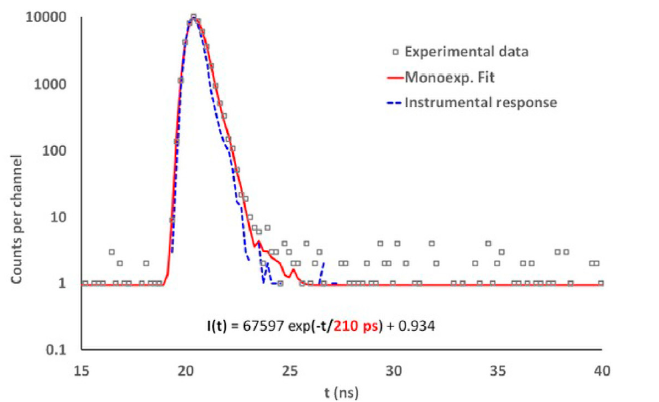 10000
1000
100
10
1
0.1
Counts per channel
Experimental data
Monoexp. Fit
Instrumental response
I(t) = 67597 exp(-t/210 ps) + 0.934
15 20 25 30 35 40
t (ns)